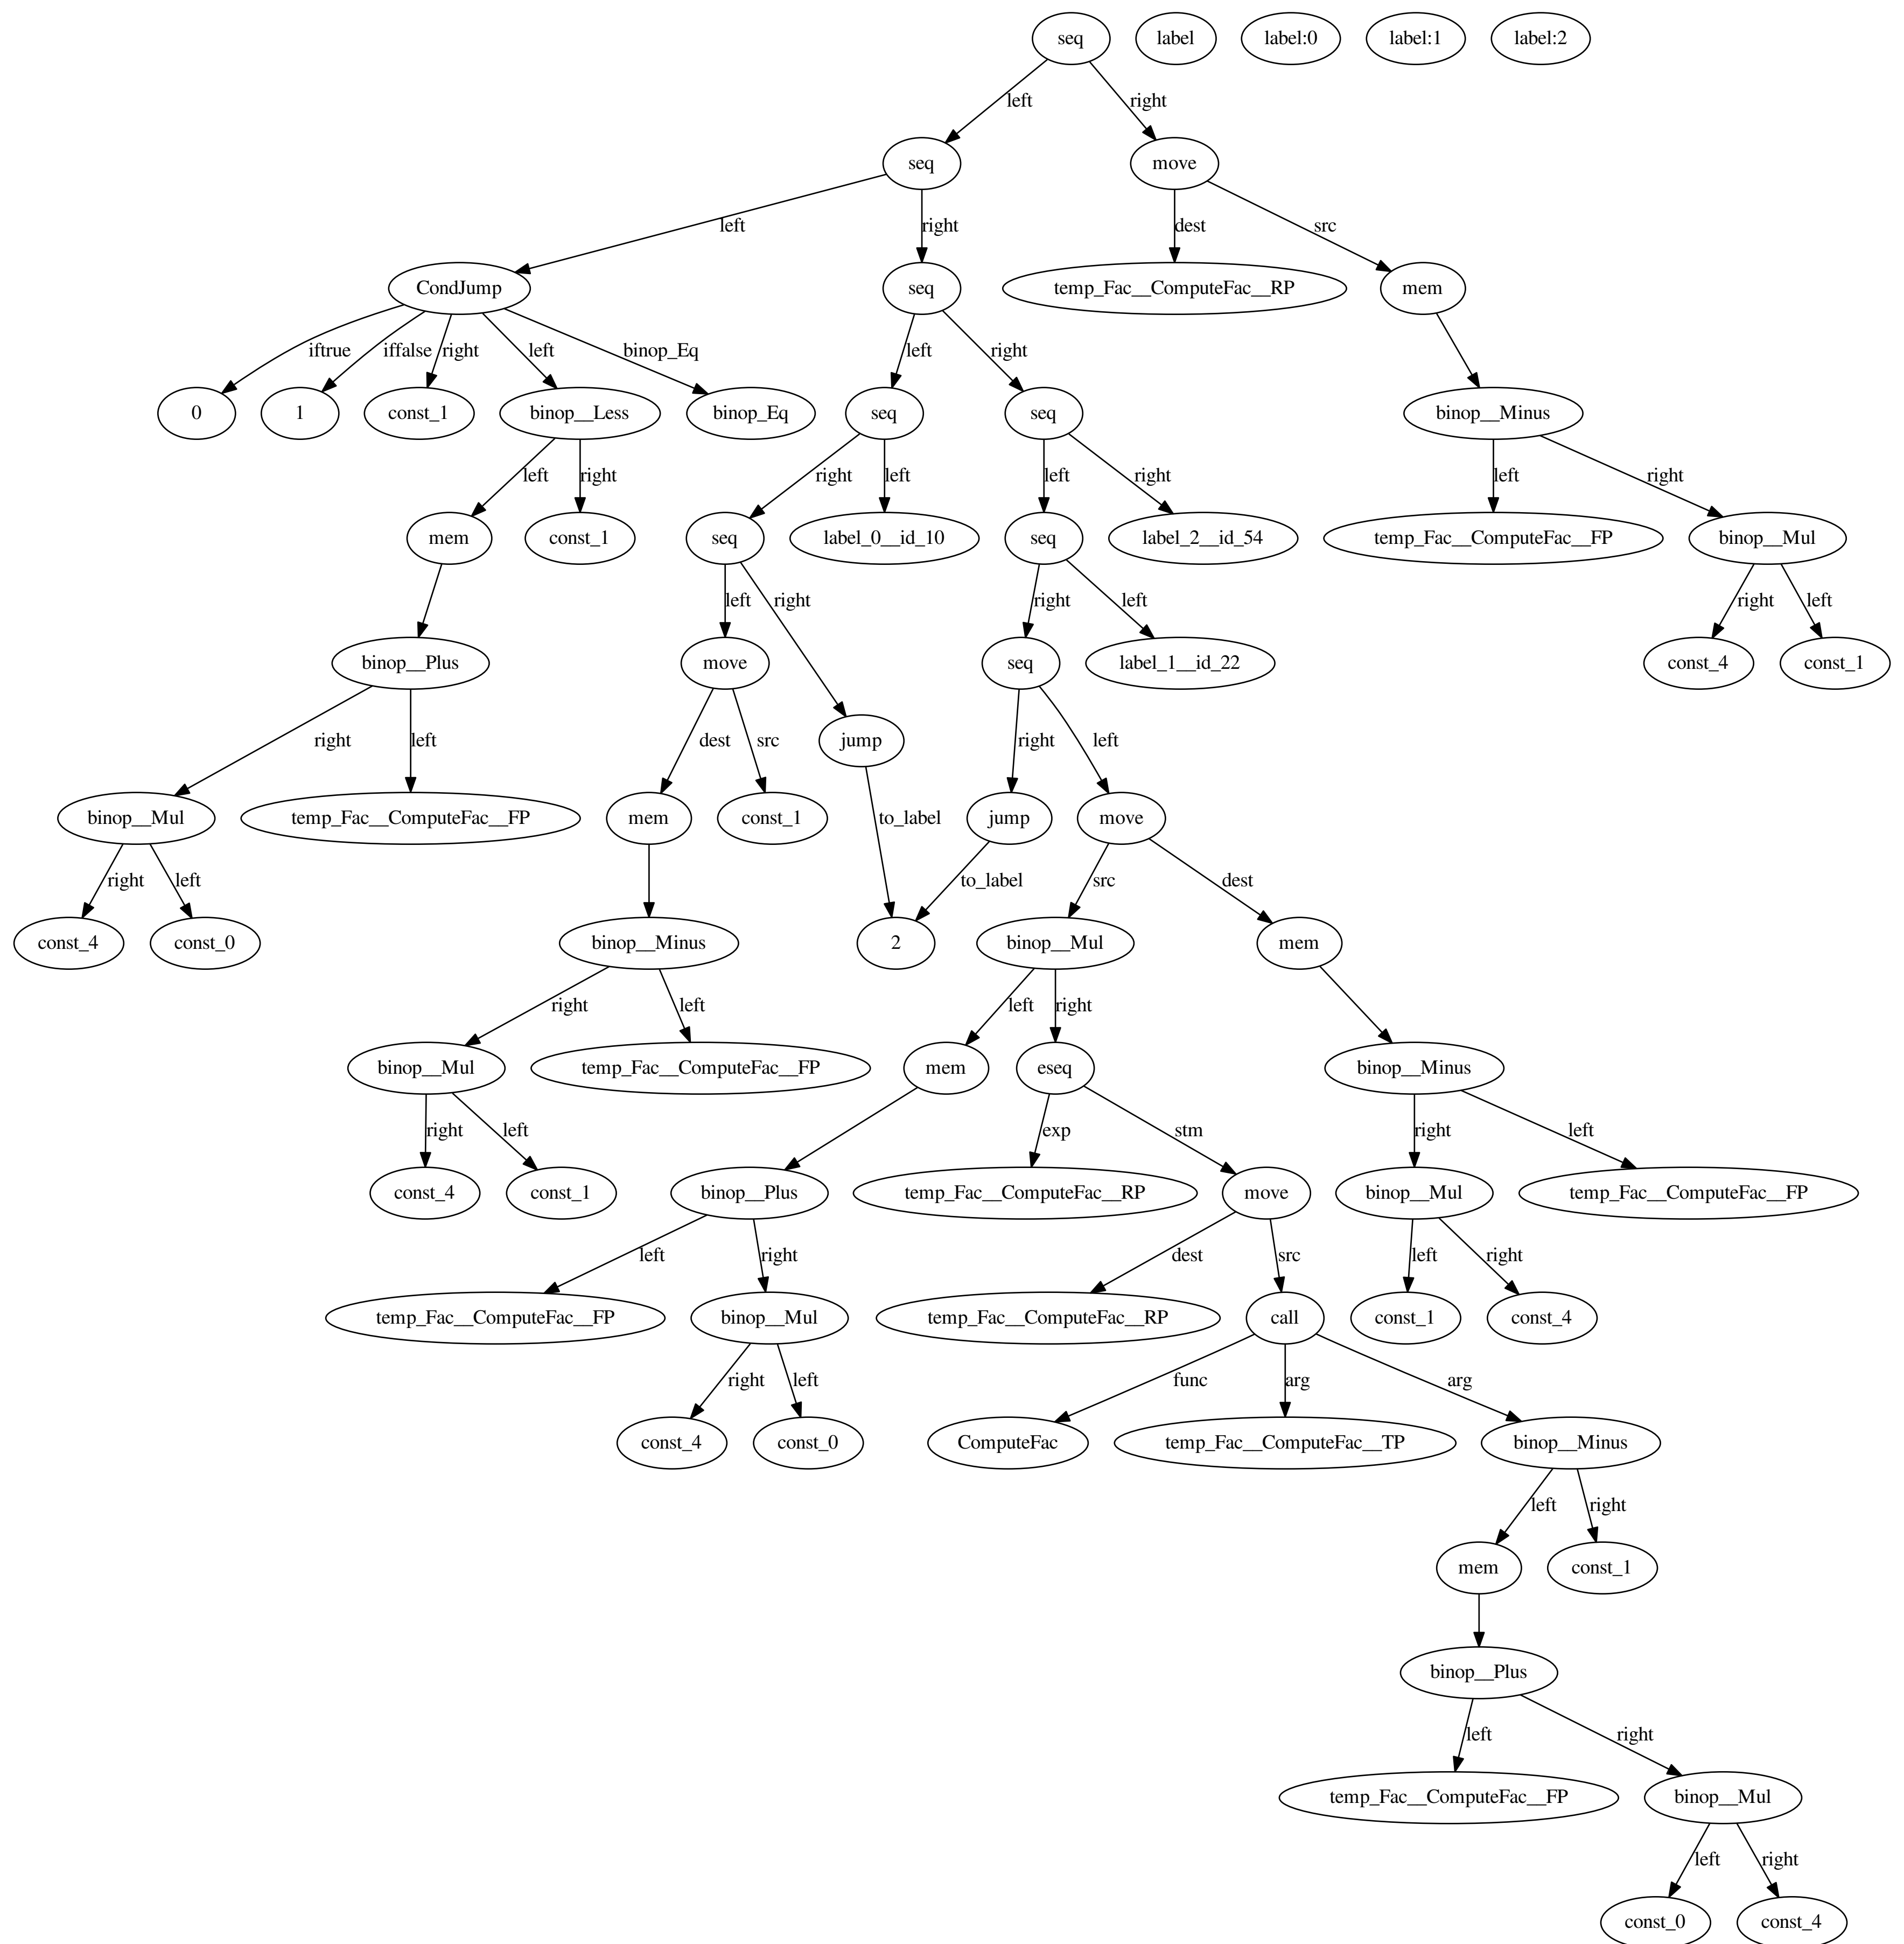 seq label label:0 label:1 label:2
left right
seq move
left right dest src
CondJump seq temp_Fac__ComputeFac__RP mem
iftrue iffalse right left binop_Eq left right
0 1 const_1 binop__Less binop_Eq seq seq binop__Minus
left right right left left right left right
mem const_1 seq label_0__id_10 seq label_2__id_54 temp_Fac__ComputeFac__FP binop__Mul
left right right left right left
binop__Plus move seq label_1__id_22 const_4 const_1
right left dest src jump right left
binop__Mul temp_Fac__ComputeFac__FP mem const_1 to_label jump move
right left to_label src dest
const_4 const_0 binop__Minus 2 binop__Mul mem
right left left right
binop__Mul temp_Fac__ComputeFac__FP mem eseq binop__Minus
right left exp stm right left
const_4 const_1 binop__Plus temp_Fac__ComputeFac__RP move binop__Mul temp_Fac__ComputeFac__FP
left right dest src left right
temp_Fac__ComputeFac__FP binop__Mul temp_Fac__ComputeFac__RP call const_1 const_4
right left func arg arg
const_4 const_0 ComputeFac temp_Fac__ComputeFac__TP binop__Minus
left right
mem const_1
binop__Plus
left right
temp_Fac__ComputeFac__FP binop__Mul
left right
const_0 const_4